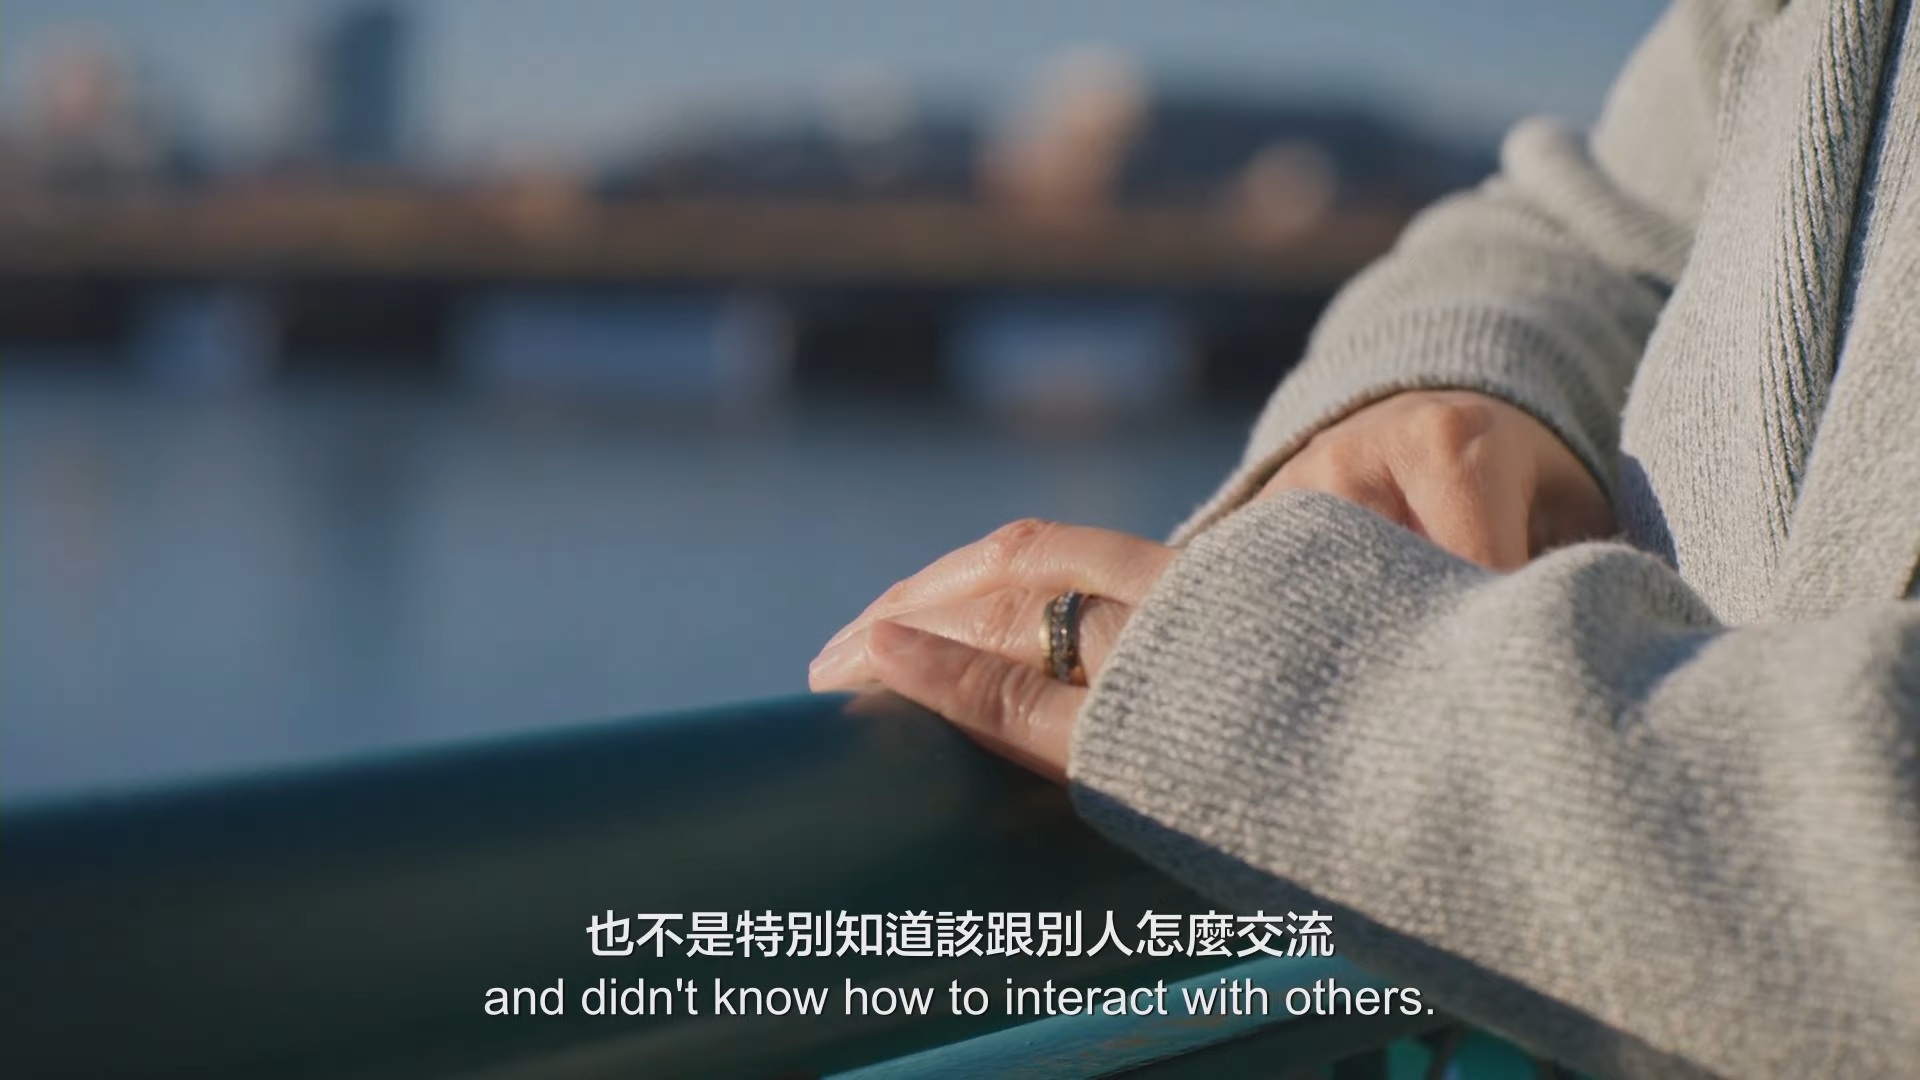 也不是特別知道該跟別人怎麼交流
and didn't know how to interact with others.